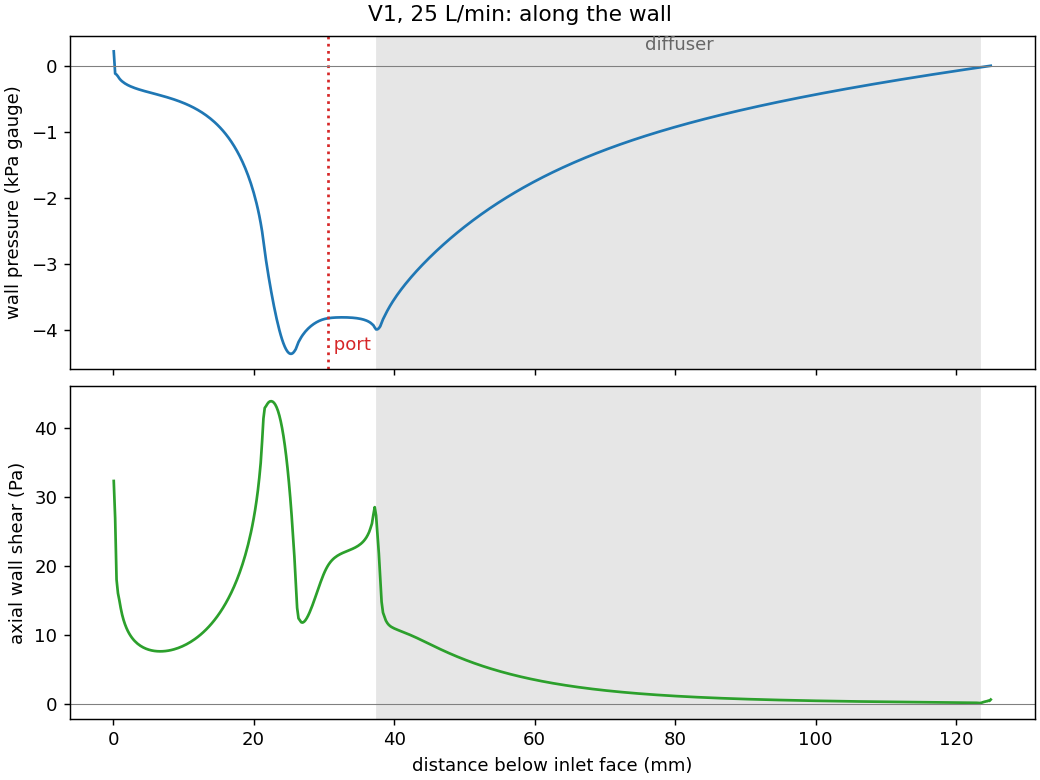 V1, 25 L/min: along the wall
diffuser
wall pressure (kPa gauge)
0
−1
−2
−3
−4
port
axial wall shear (Pa)
40
30
20
10
0
0 20 40 60 80 100 120
distance below inlet face (mm)